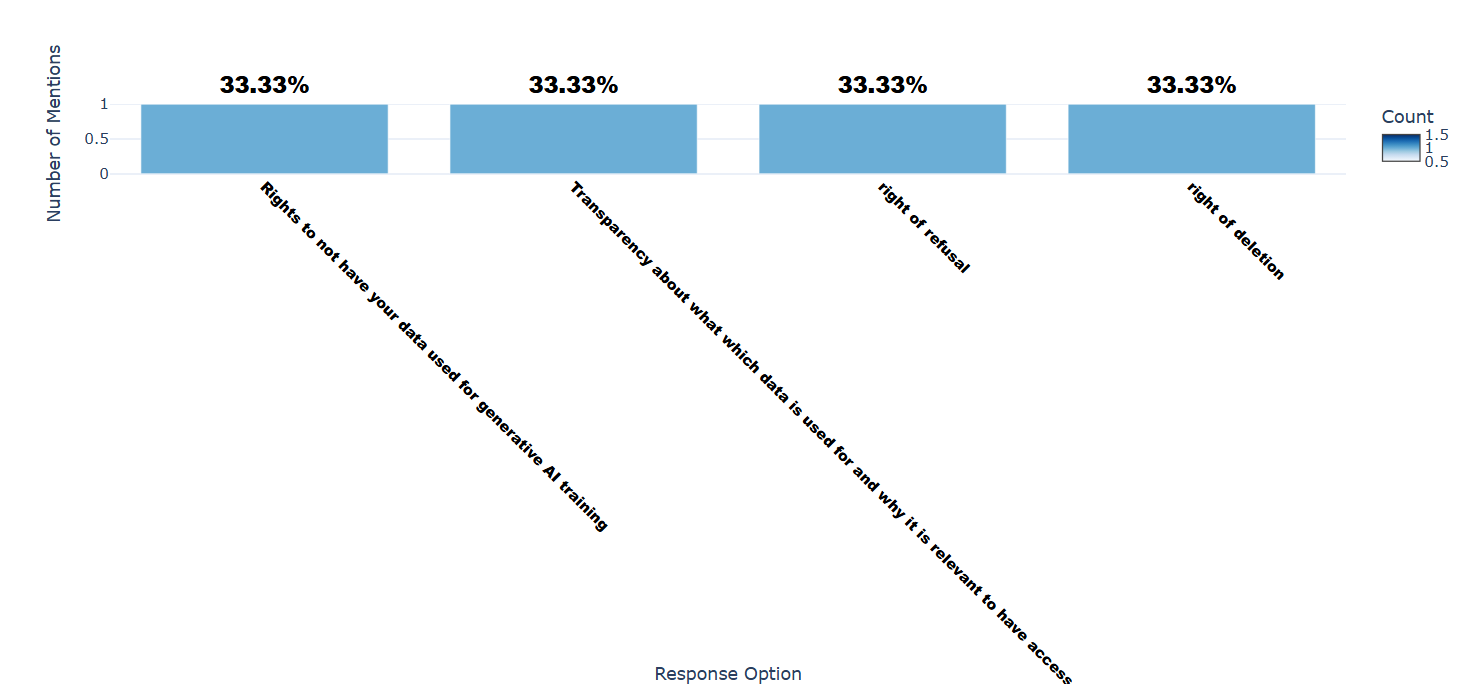 Number of Mentions
33.33%
33.33%
33.33%
33.33%
1
0.5
0
Rights to not have your data used for generative AI training
Transparency about what which data is used for and why it is relevant to have access
right of refusal
right of deletion
Response Option
Count
1.5
1
0.5